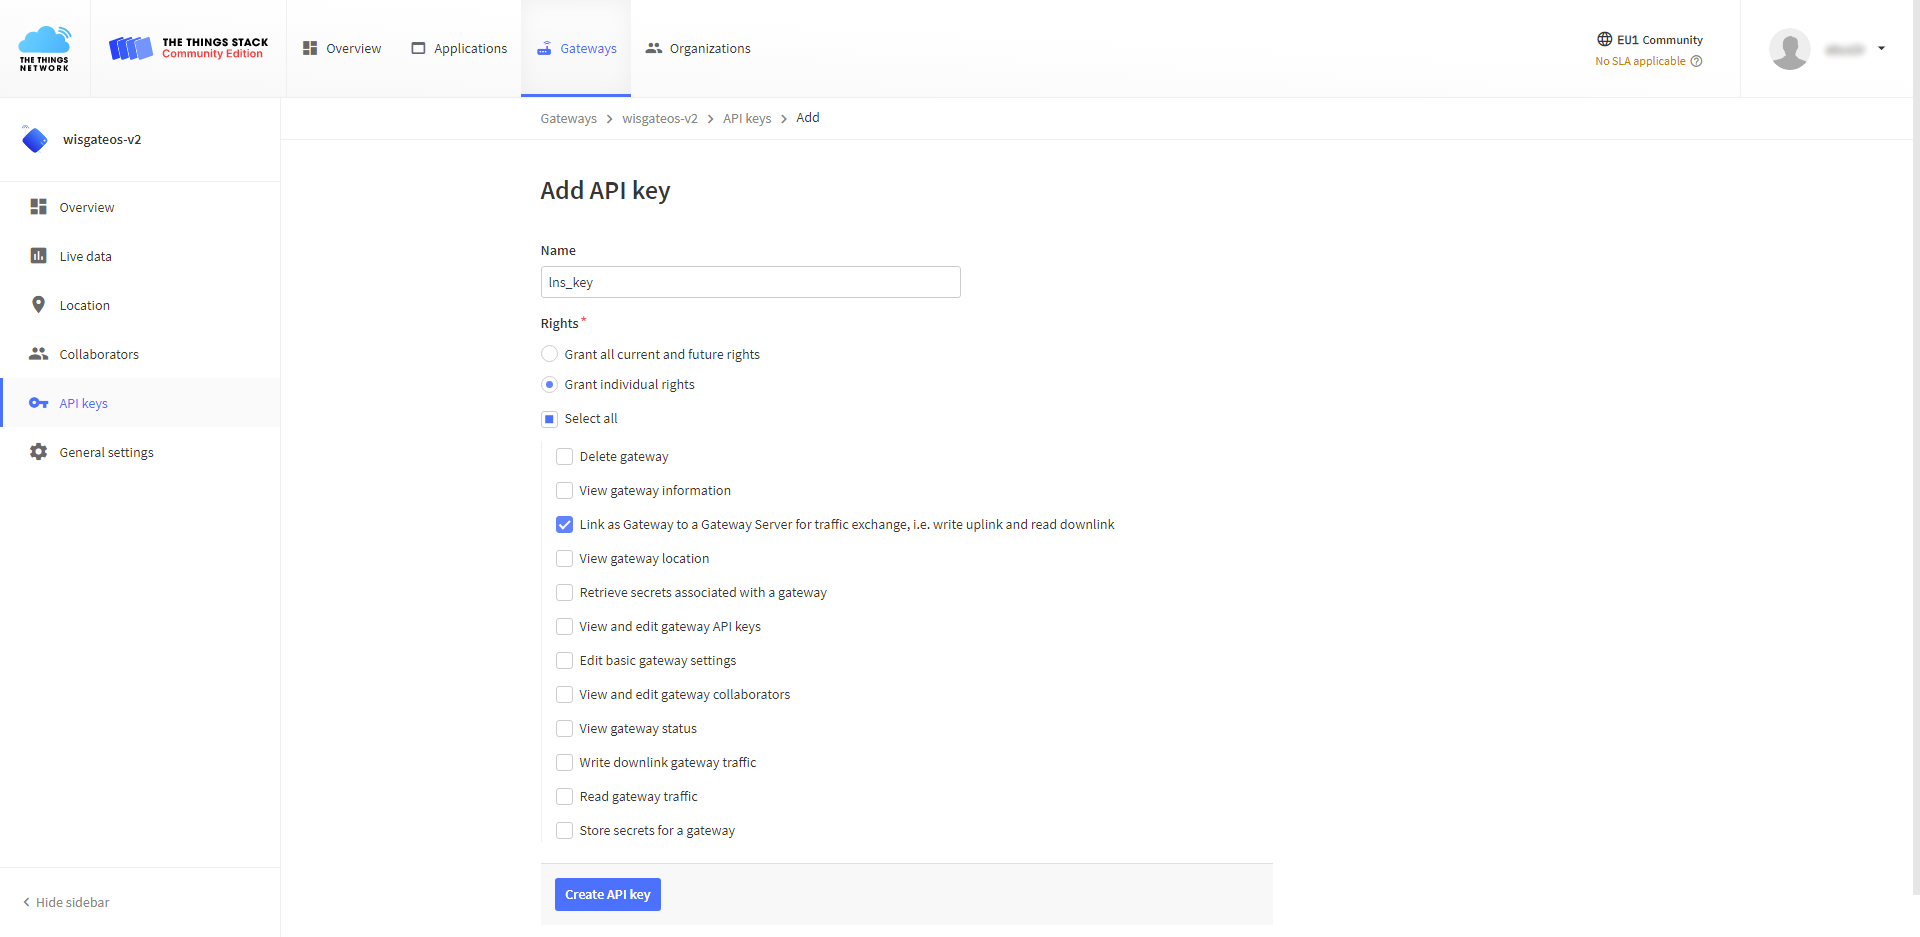 THE THINGS
NETWORK
THE THINGS STACK
Community Edition
Overview
Applications
Gateways
Organizations
EU1 Community
No SLA applicable
wisgateos-v2
Overview
Live data
Location
Collaborators
API keys
General settings
Hide sidebar
Gateways > wisgateos-v2 > API keys > Add
Add API key
Name
lns_key
Rights*
Grant all current and future rights
Grant individual rights
Select all
Delete gateway
View gateway information
Link as Gateway to a Gateway Server for traffic exchange, i.e. write uplink and read downlink
View gateway location
Retrieve secrets associated with a gateway
View and edit gateway API keys
Edit basic gateway settings
View and edit gateway collaborators
View gateway status
Write downlink gateway traffic
Read gateway traffic
Store secrets for a gateway
Create API key